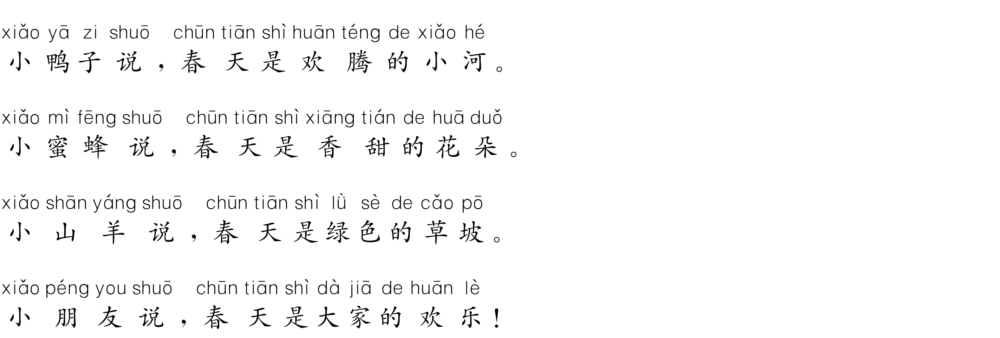 xiǎo yā zi shuō chūn tiān shì huān téng de xiǎo hé
小鸭子说，春天是欢腾的小河。
xiǎo mì fēng shuō chūn tiān shì xiāng tián de huā duǒ
小蜜蜂说，春天是香甜的花朵。
xiǎo shān yáng shuō chūn tiān shì lǜ sè de cǎo pō
小山羊说，春天是绿色的草坡。
xiǎo péng you shuō chūn tiān shì dà jiā de huān lè
小朋友说，春天是大家的欢乐！